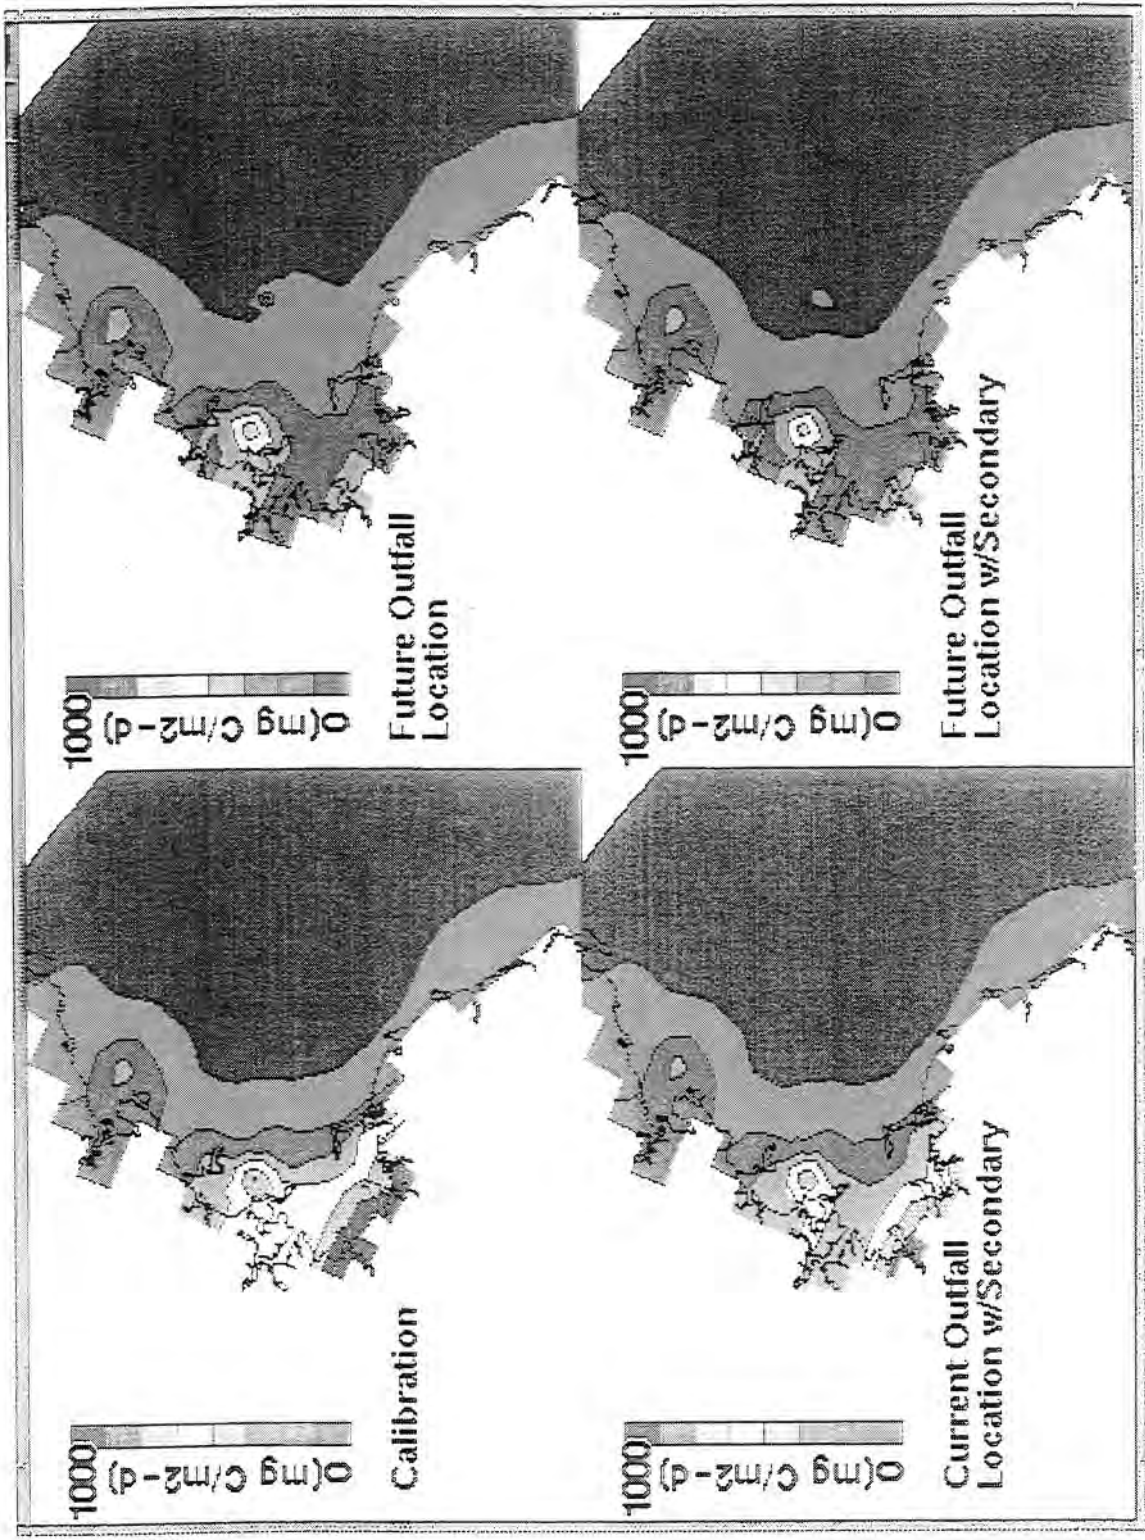 1000
0(mg C/m2-d)
Calibration
1000
0(mg C/m2-d)
Future Outfall
Location
1000
0(mg C/m2-d)
Current Outfall
Location w/Secondary
1000
0(mg C/m2-d)
Future Outfall
Location w/Secondary